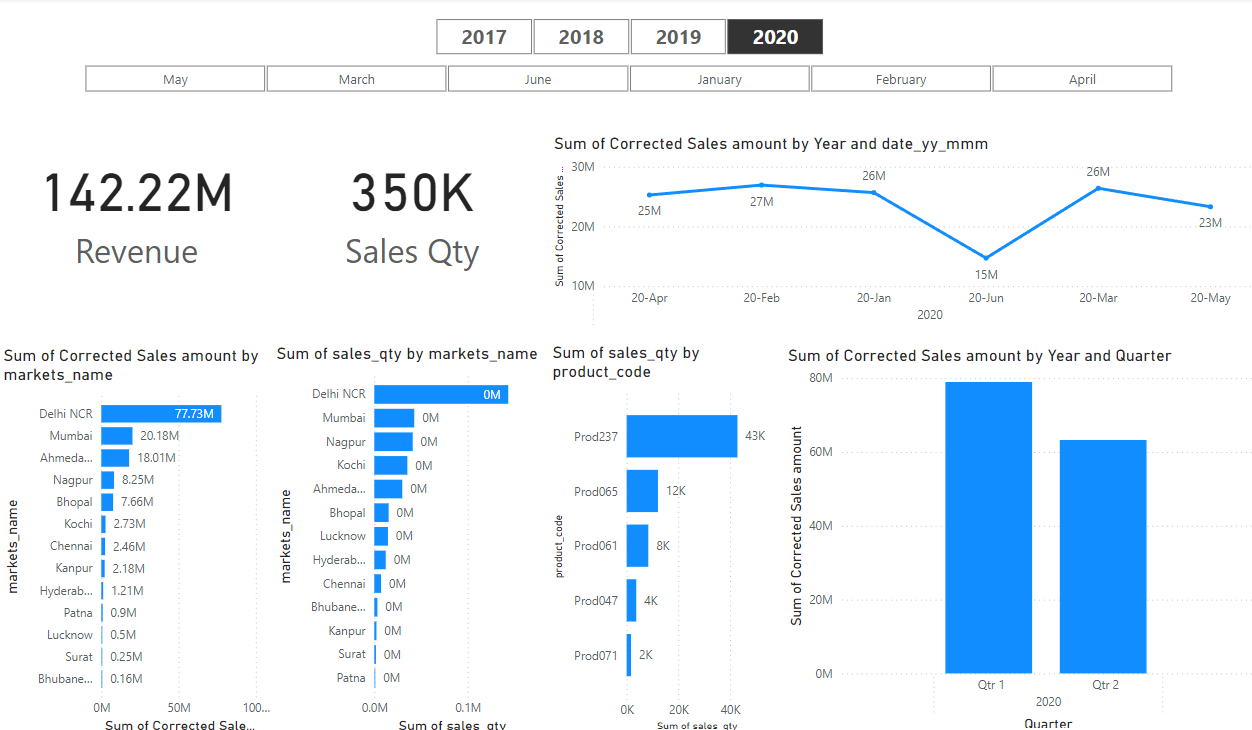 2017 2018 2019 2020
May March June January February April
142.22M
Revenue
350K
Sales Qty
Sum of Corrected Sales amount by Year and date_yy_mmm
Sum of Corrected Sales ...
30M
20M
10M
25M
27M
26M
15M
26M
23M
20-Apr 20-Feb 20-Jan 20-Jun 20-Mar 20-May
2020
Sum of Corrected Sales amount by
markets_name
markets_name
Delhi NCR 77.73M
Mumbai 20.18M
Ahmeda... 18.01M
Nagpur 8.25M
Bhopal 7.66M
Kochi 2.73M
Chennai 2.46M
Kanpur 2.18M
Hyderab... 1.21M
Patna 0.9M
Lucknow 0.5M
Surat 0.25M
Bhubane... 0.16M
0M 50M 100...
Sum of Corrected Sale...
Sum of sales_qty by markets_name
markets_name
Delhi NCR 0M
Mumbai 0M
Nagpur 0M
Kochi 0M
Ahmeda... 0M
Bhopal 0M
Lucknow 0M
Hyderab... 0M
Chennai 0M
Bhubane... 0M
Kanpur 0M
Surat 0M
Patna 0M
0.0M 0.1M
Sum of sales_qty
Sum of sales_qty by
product_code
product_code
Prod237 43K
Prod065 12K
Prod061 8K
Prod047 4K
Prod071 2K
0K 20K 40K
Sum of sales_qty
Sum of Corrected Sales amount by Year and Quarter
Sum of Corrected Sales amount
80M
60M
40M
20M
0M
Qtr 1 Qtr 2
2020
Quarter